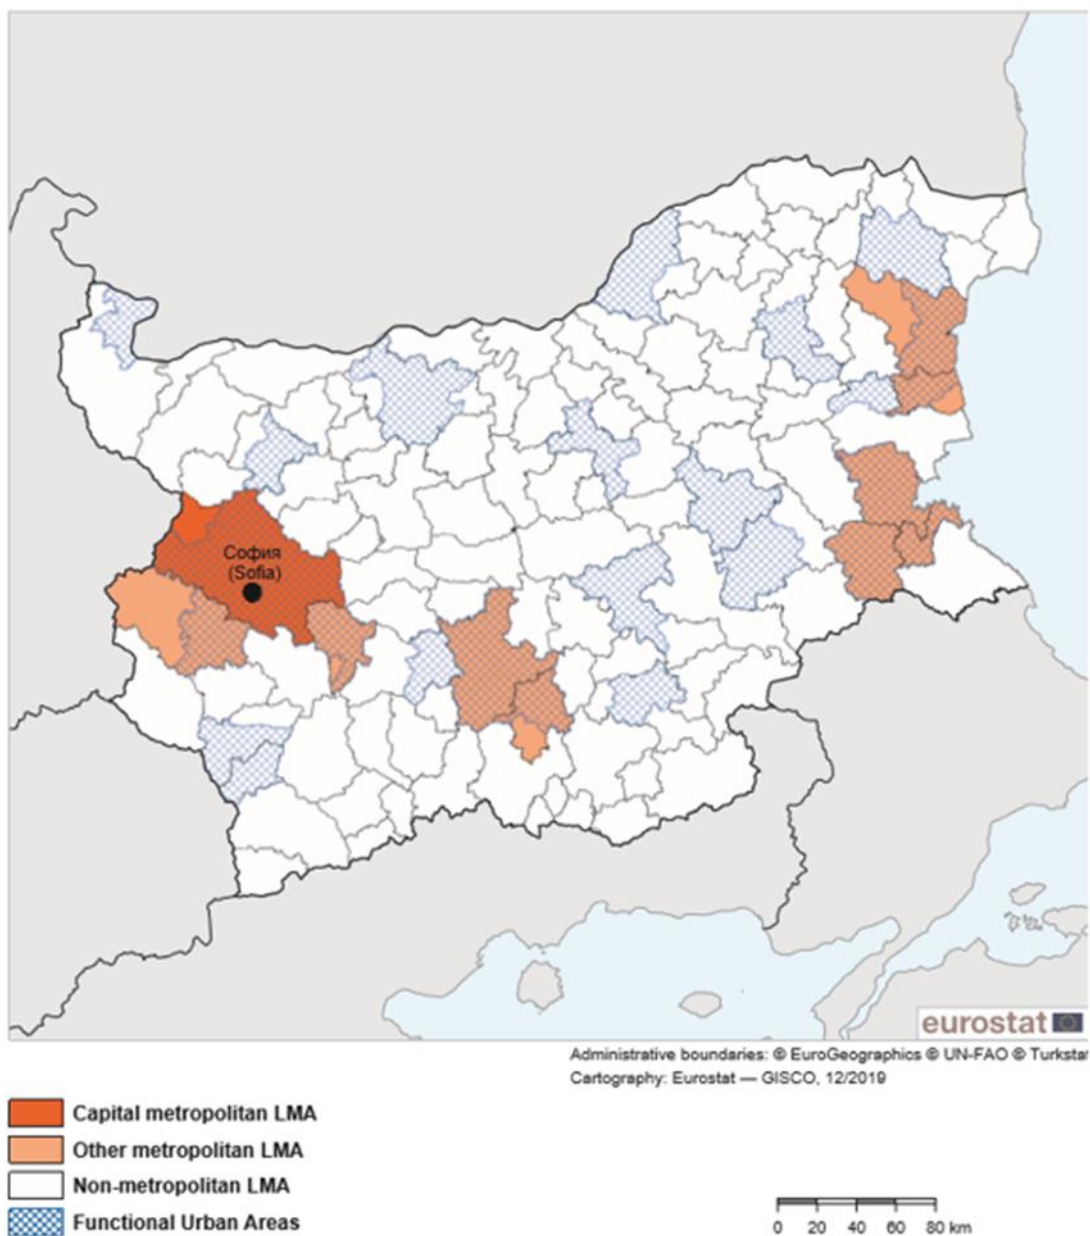 София
(Sofia)
eurostat
Administrative boundaries: © EuroGeographics © UN-FAO © Turkstat
Cartography: Eurostat — GISCO, 12/2019
Capital metropolitan LMA
Other metropolitan LMA
Non-metropolitan LMA
Functional Urban Areas
0 20 40 60 80 km